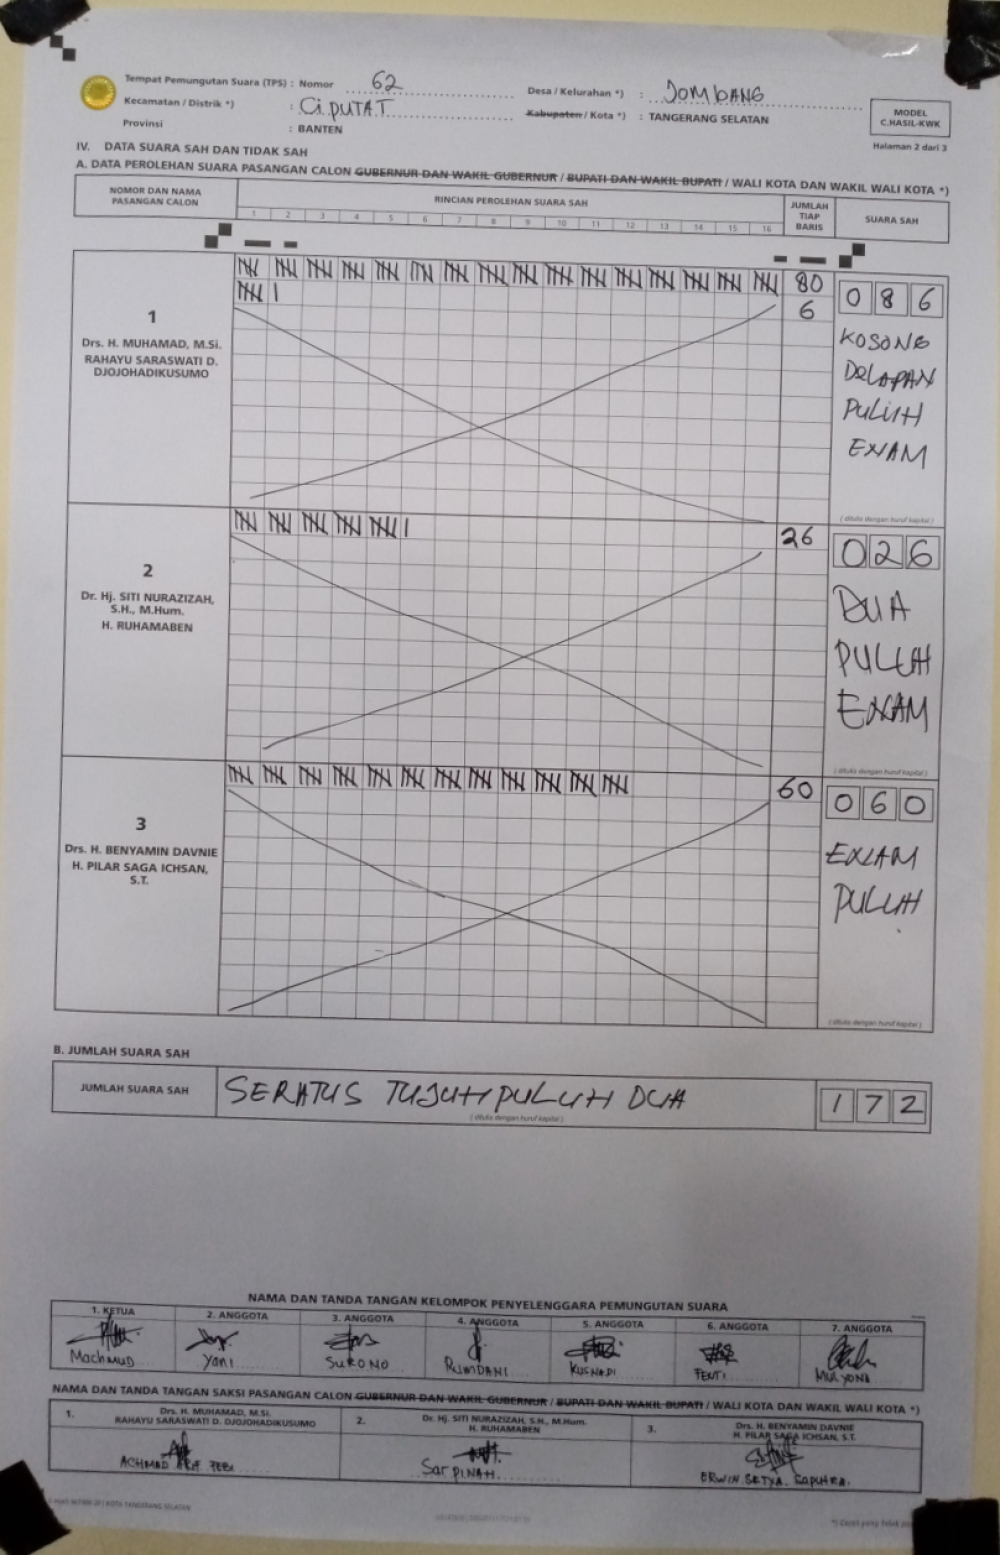 Tempat Pemungutan Suara (TPS) : Nomor 62 Desa / Kelurahan *) : JOMBANG
Kecamatan / Distrik *) : CiPUTAT Kabupaten / Kota *) : TANGERANG SELATAN
Provinsi : BANTEN
MODEL
C.HASIL-KWK
Halaman 2 dari 3
IV. DATA SUARA SAH DAN TIDAK SAH
A. DATA PEROLEHAN SUARA PASANGAN CALON GUBERNUR DAN WAKIL GUBERNUR / BUPATI DAN WAKIL BUPATI / WALI KOTA DAN WAKIL WALI KOTA *)
NOMOR DAN NAMA
PASANGAN CALON
RINCIAN PEROLEHAN SUARA SAH
1 2 3 4 5 6 7 8 9 10 11 12 13 14 15 16
JUMLAH
TIAP
BARIS
SUARA SAH
1
Drs. H. MUHAMAD, M.Si.
RAHAYU SARASWATI D.
DJOJOHADIKUSUMO
80
6
0 8 6
KOSONG
DELAPAN
PULUH
ENAM
( ditulis dengan huruf kapital )
2
Dr. Hj. SITI NURAZIZAH,
S.H., M.Hum.
H. RUHAMABEN
26
0 2 6
DUA
PULUH
ENAM
( ditulis dengan huruf kapital )
3
Drs. H. BENYAMIN DAVNIE
H. PILAR SAGA ICHSAN,
S.T.
60
0 6 0
ENAM
PULUH
( ditulis dengan huruf kapital )
B. JUMLAH SUARA SAH
JUMLAH SUARA SAH
SERATUS TUJUH PULUH DUA
( ditulis dengan huruf kapital )
1 7 2
NAMA DAN TANDA TANGAN KELOMPOK PENYELENGGARA PEMUNGUTAN SUARA
1. KETUA 2. ANGGOTA 3. ANGGOTA 4. ANGGOTA 5. ANGGOTA 6. ANGGOTA 7. ANGGOTA
Machmud Yani SUKONO RUMDANI KUSNADI FENTI MULYONO
NAMA DAN TANDA TANGAN SAKSI PASANGAN CALON GUBERNUR DAN WAKIL GUBERNUR / BUPATI DAN WAKIL BUPATI / WALI KOTA DAN WAKIL WALI KOTA *)
1. Drs. H. MUHAMAD, M.Si.
RAHAYU SARASWATI D. DJOJOHADIKUSUMO
2. Dr. Hj. SITI NURAZIZAH, S.H., M.Hum.
H. RUHAMABEN
3. Drs. H. BENYAMIN DAVNIE
H. PILAR SAGA ICHSAN, S.T.
ACHMAD
SARPINAH
ERWIN SETYA SAPUTRA
KOTA TANGERANG SELATAN
*) Coret yang tidak